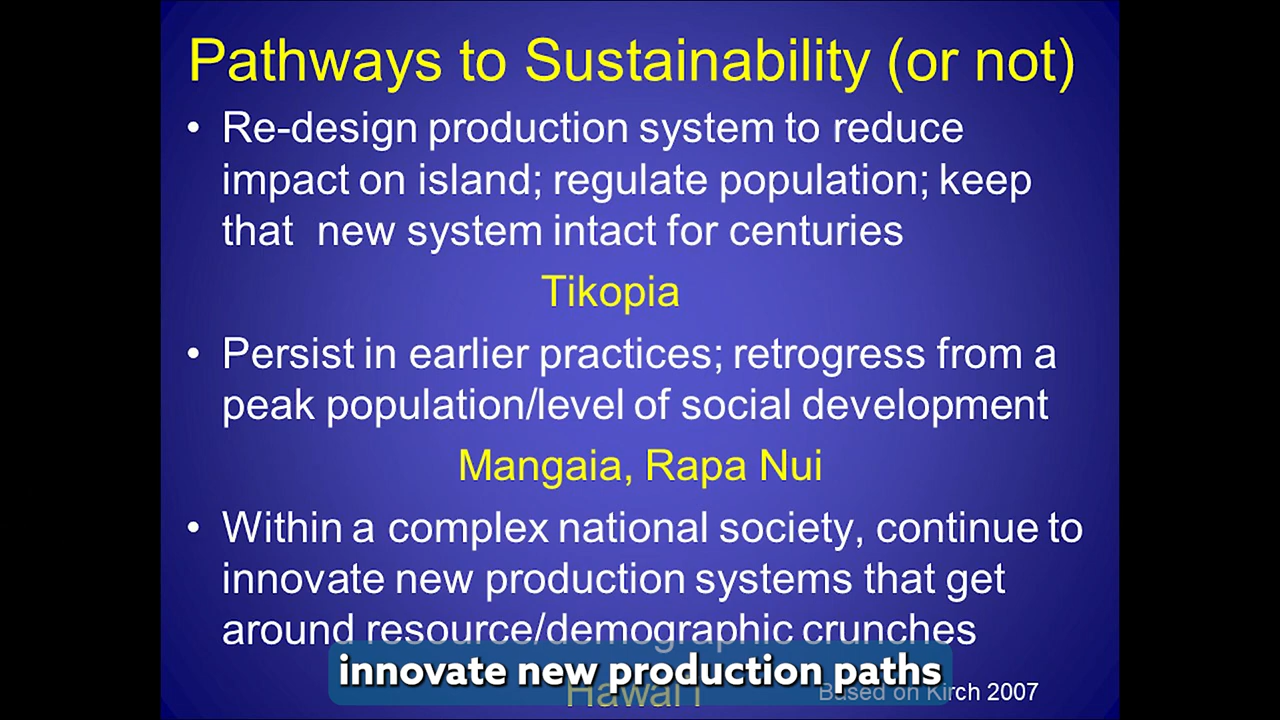 Pathways to Sustainability (or not)
• Re-design production system to reduce
impact on island; regulate population; keep
that new system intact for centuries
Tikopia
• Persist in earlier practices; retrogress from a
peak population/level of social development
Mangaia, Rapa Nui
• Within a complex national society, continue to
innovate new production systems that get
around resource/demographic crunches
innovate new production paths
Hawai'i
Based on Kirch 2007